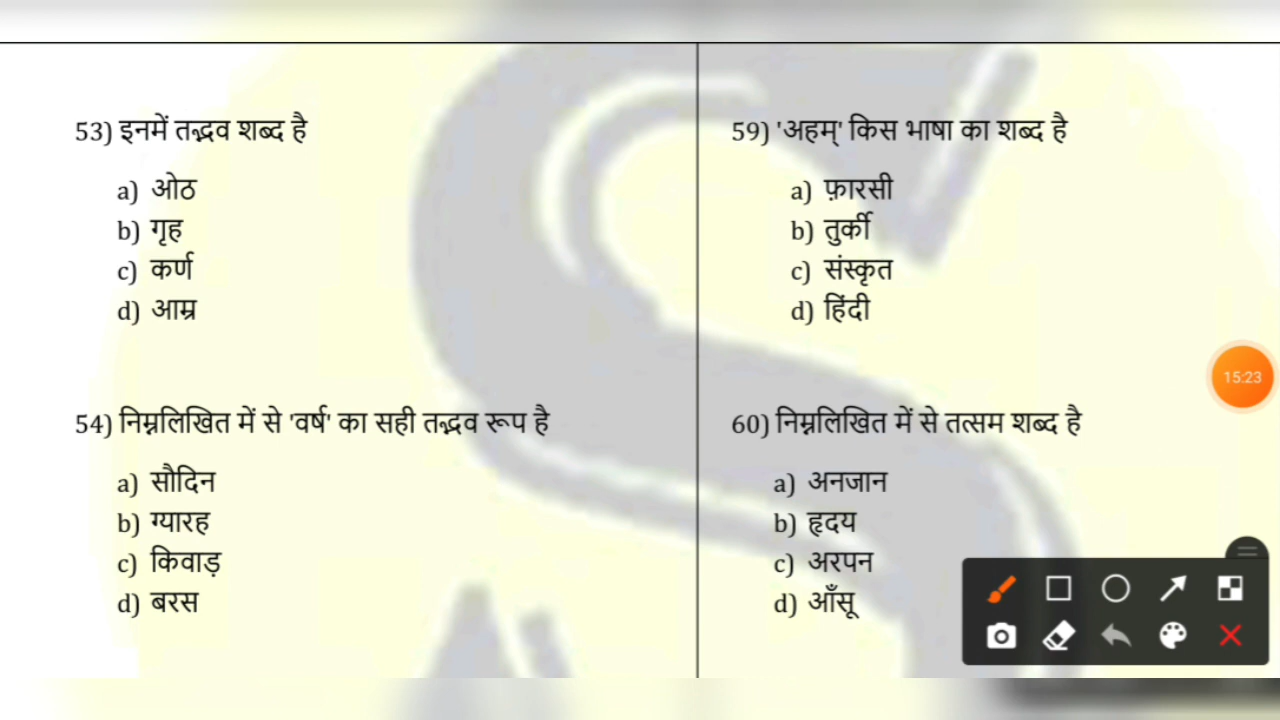 53) इनमें तद्भव शब्द है
a) ओठ
b) गृह
c) कर्ण
d) आम्र
54) निम्नलिखित में से 'वर्ष' का सही तद्भव रूप है
a) सौदिन
b) ग्यारह
c) किवाड़
d) बरस
59) 'अहम्' किस भाषा का शब्द है
a) फ़ारसी
b) तुर्की
c) संस्कृत
d) हिंदी
60) निम्नलिखित में से तत्सम शब्द है
a) अनजान
b) हृदय
c) अरपन
d) आँसू
15:23